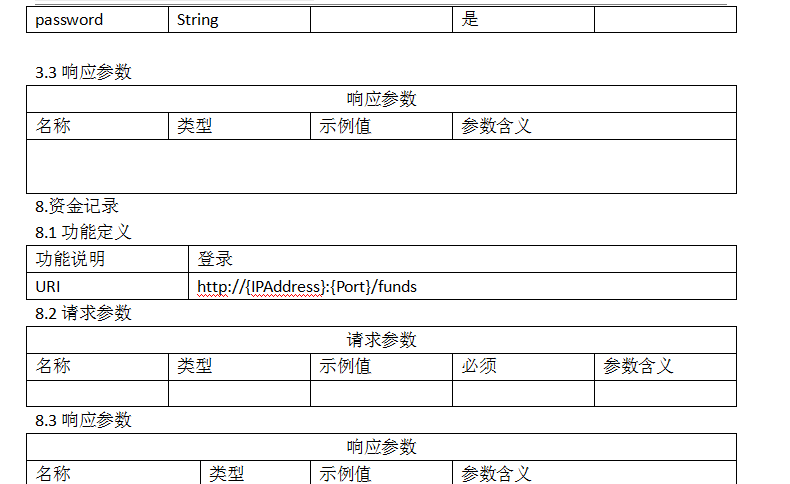 password String 是
3.3 响应参数
响应参数
名称 类型 示例值 参数含义
8.资金记录
8.1 功能定义
功能说明 登录
URI http://{IPAddress}:{Port}/funds
8.2 请求参数
请求参数
名称 类型 示例值 必须 参数含义
8.3 响应参数
响应参数
名称 类型 示例值 参数含义